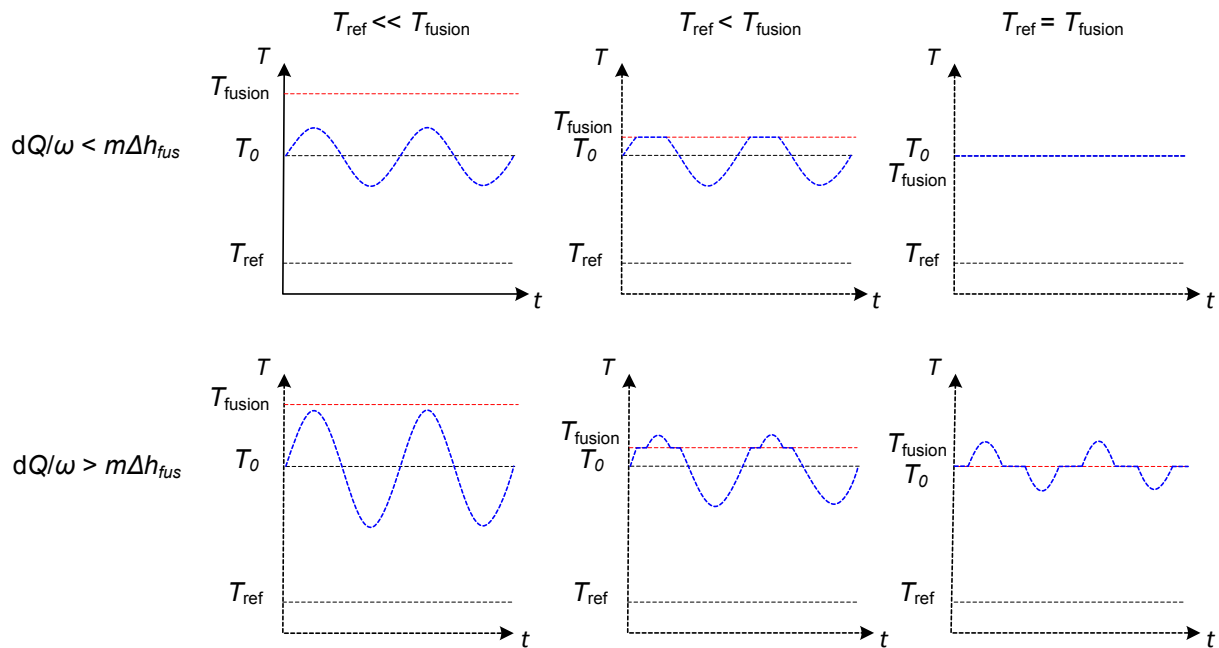 T_ref << T_fusion
T_ref < T_fusion
T_ref = T_fusion
dQ/ω < mΔh_fus
T
T_fusion
T_0
T_ref
t
T
T_fusion
T_0
T_ref
t
T
T_0
T_fusion
T_ref
t
dQ/ω > mΔh_fus
T
T_fusion
T_0
T_ref
t
T
T_fusion
T_0
T_ref
t
T
T_fusion
T_0
T_ref
t